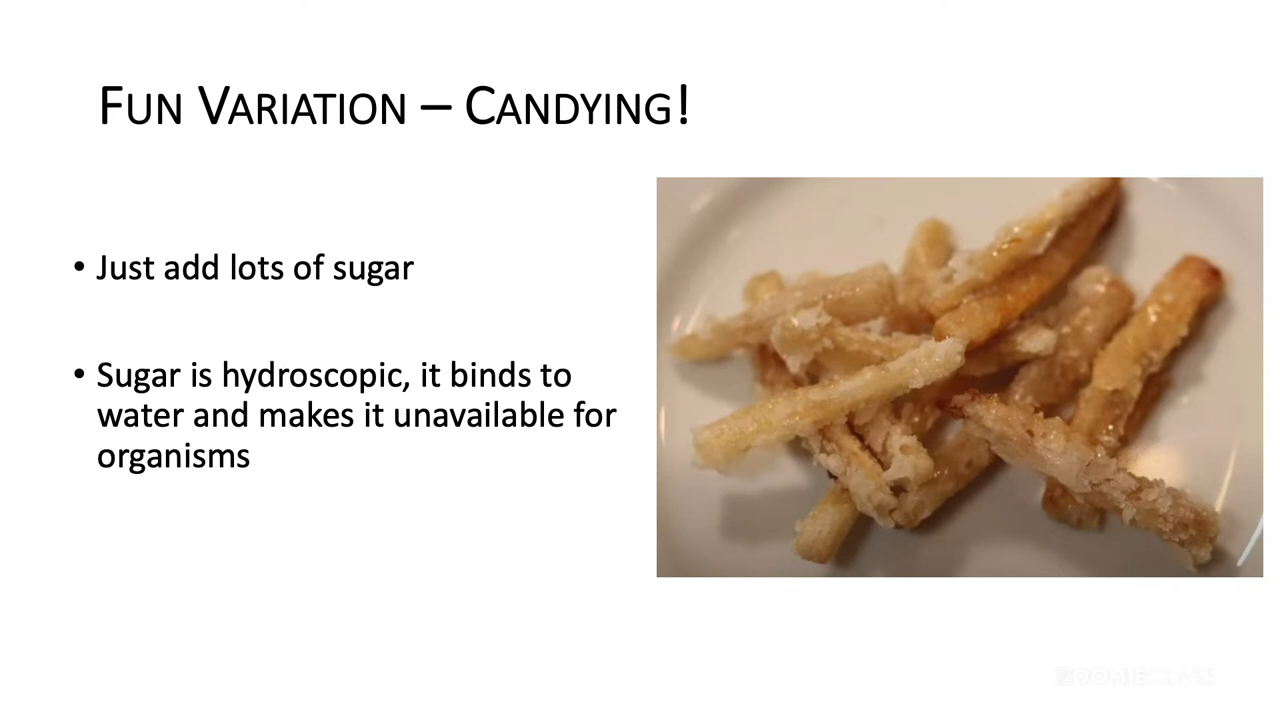 FUN VARIATION – CANDYING!
• Just add lots of sugar
• Sugar is hydroscopic, it binds to
water and makes it unavailable for
organisms
ZOOMIECLASS